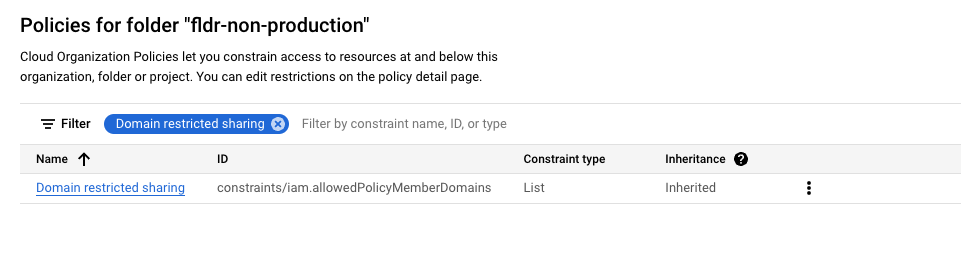 Policies for folder "fldr-non-production"
Cloud Organization Policies let you constrain access to resources at and below this
organization, folder or project. You can edit restrictions on the policy detail page.
Filter Domain restricted sharing Filter by constraint name, ID, or type
Name ID Constraint type Inheritance ?
Domain restricted sharing constraints/iam.allowedPolicyMemberDomains List Inherited